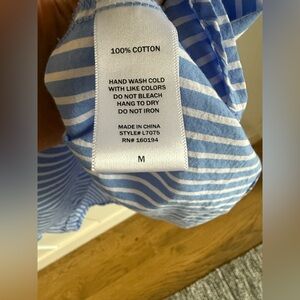 100% COTTON
HAND WASH COLD
WITH LIKE COLORS
DO NOT BLEACH
HANG TO DRY
DO NOT IRON
MADE IN CHINA
STYLE# L7075
RN# 160194
M